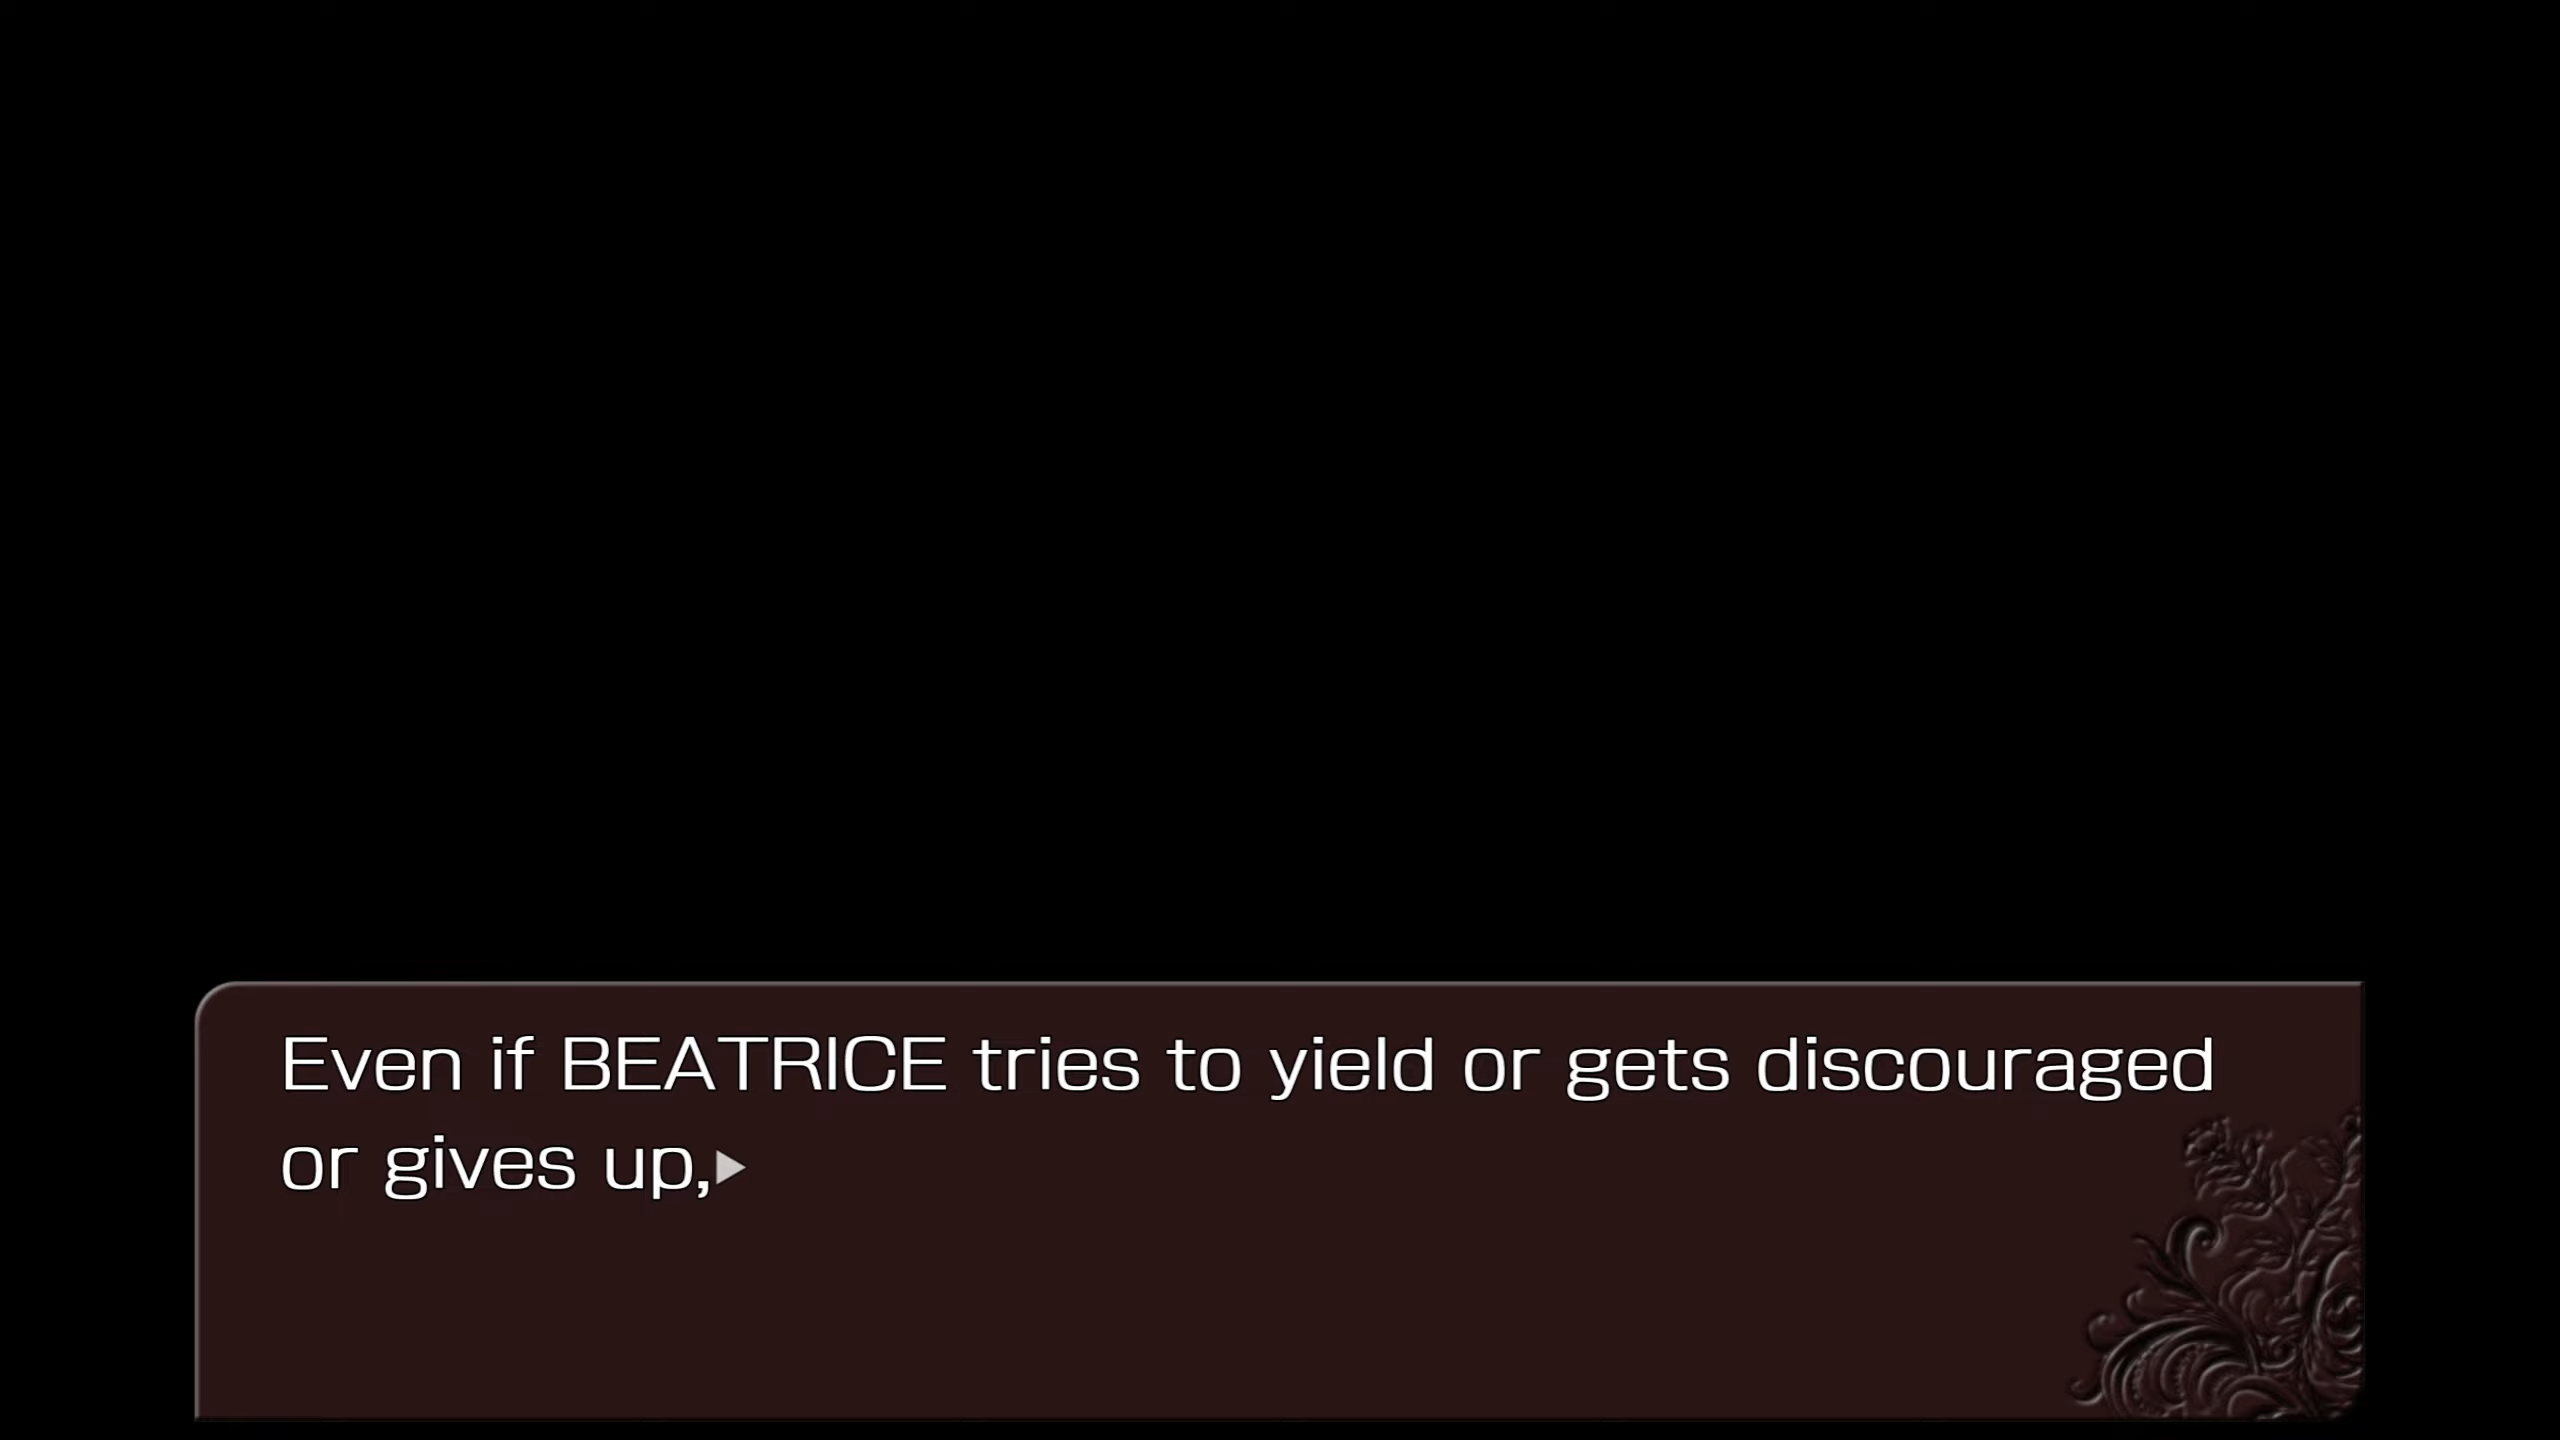 Even if BEATRICE tries to yield or gets discouraged
or gives up,